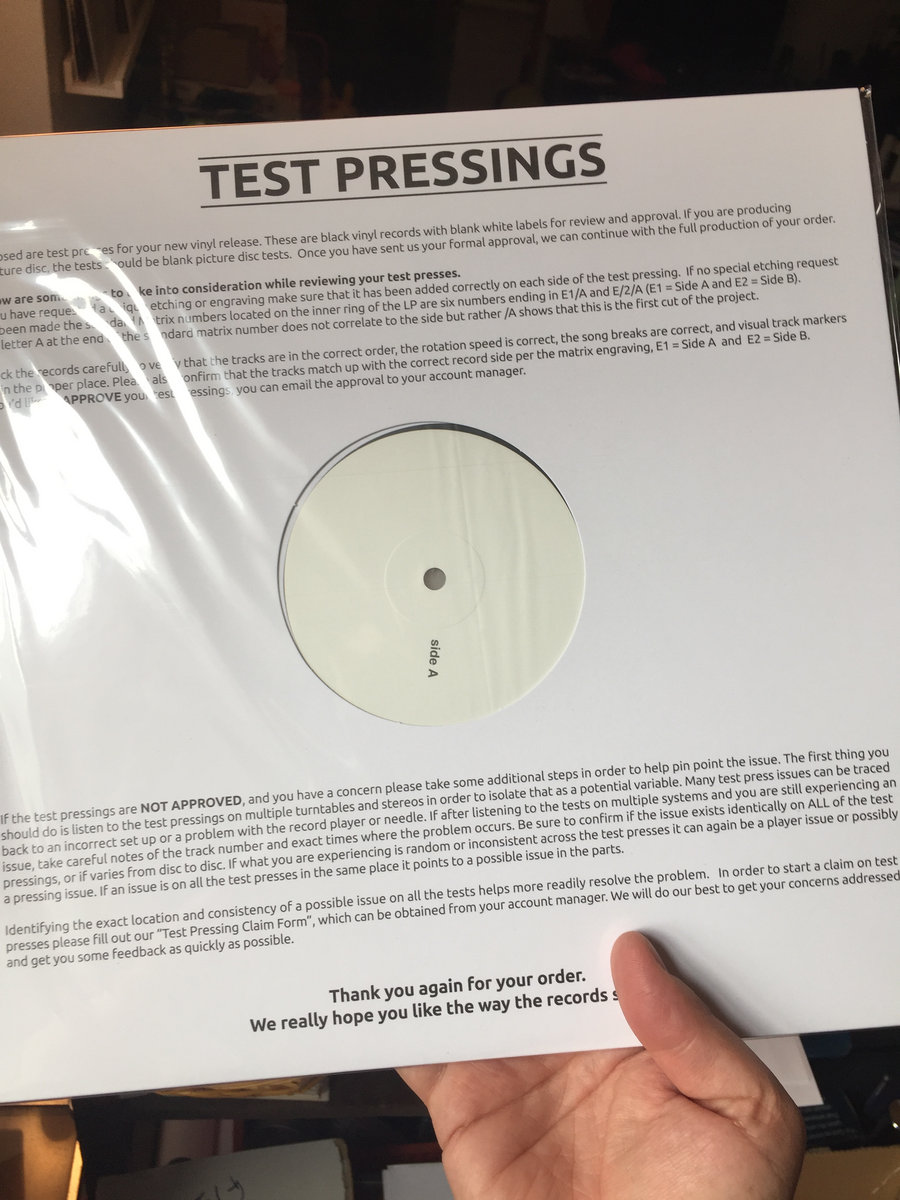 TEST PRESSINGS
are test presses for your new vinyl release. These are black vinyl records with blank white labels for review and approval. If you are producing
disc, the tests should be blank picture disc tests. Once you have sent us your formal approval, we can continue with the full production of your order.
are some to take into consideration while reviewing your test presses.
have requested a unique etching or engraving make sure that it has been added correctly on each side of the test pressing. If no special etching request
been made the standard Matrix numbers located on the inner ring of the LP are six numbers ending in E1/A and E/2/A (E1 = Side A and E2 = Side B).
letter A at the end of the standard matrix number does not correlate to the side but rather /A shows that this is the first cut of the project.
the records carefully to verify that the tracks are in the correct order, the rotation speed is correct, the song breaks are correct, and visual track markers
in the proper place. Please also confirm that the tracks match up with the correct record side per the matrix engraving, E1 = Side A and E2 = Side B.
APPROVE your test pressings, you can email the approval to your account manager.
side A
If the test pressings are NOT APPROVED, and you have a concern please take some additional steps in order to help pin point the issue. The first thing you
should do is listen to the test pressings on multiple turntables and stereos in order to isolate that as a potential variable. Many test press issues can be traced
back to an incorrect set up or a problem with the record player or needle. If after listening to the tests on multiple systems and you are still experiencing an
issue, take careful notes of the track number and exact times where the problem occurs. Be sure to confirm if the issue exists identically on ALL of the test
pressings, or if varies from disc to disc. If what you are experiencing is random or inconsistent across the test presses it can again be a player issue or possibly
a pressing issue. If an issue is on all the test presses in the same place it points to a possible issue in the parts.
Identifying the exact location and consistency of a possible issue on all the tests helps more readily resolve the problem. In order to start a claim on test
presses please fill out our "Test Pressing Claim Form", which can be obtained from your account manager. We will do our best to get your concerns addressed
and get you some feedback as quickly as possible.
Thank you again for your order.
We really hope you like the way the records